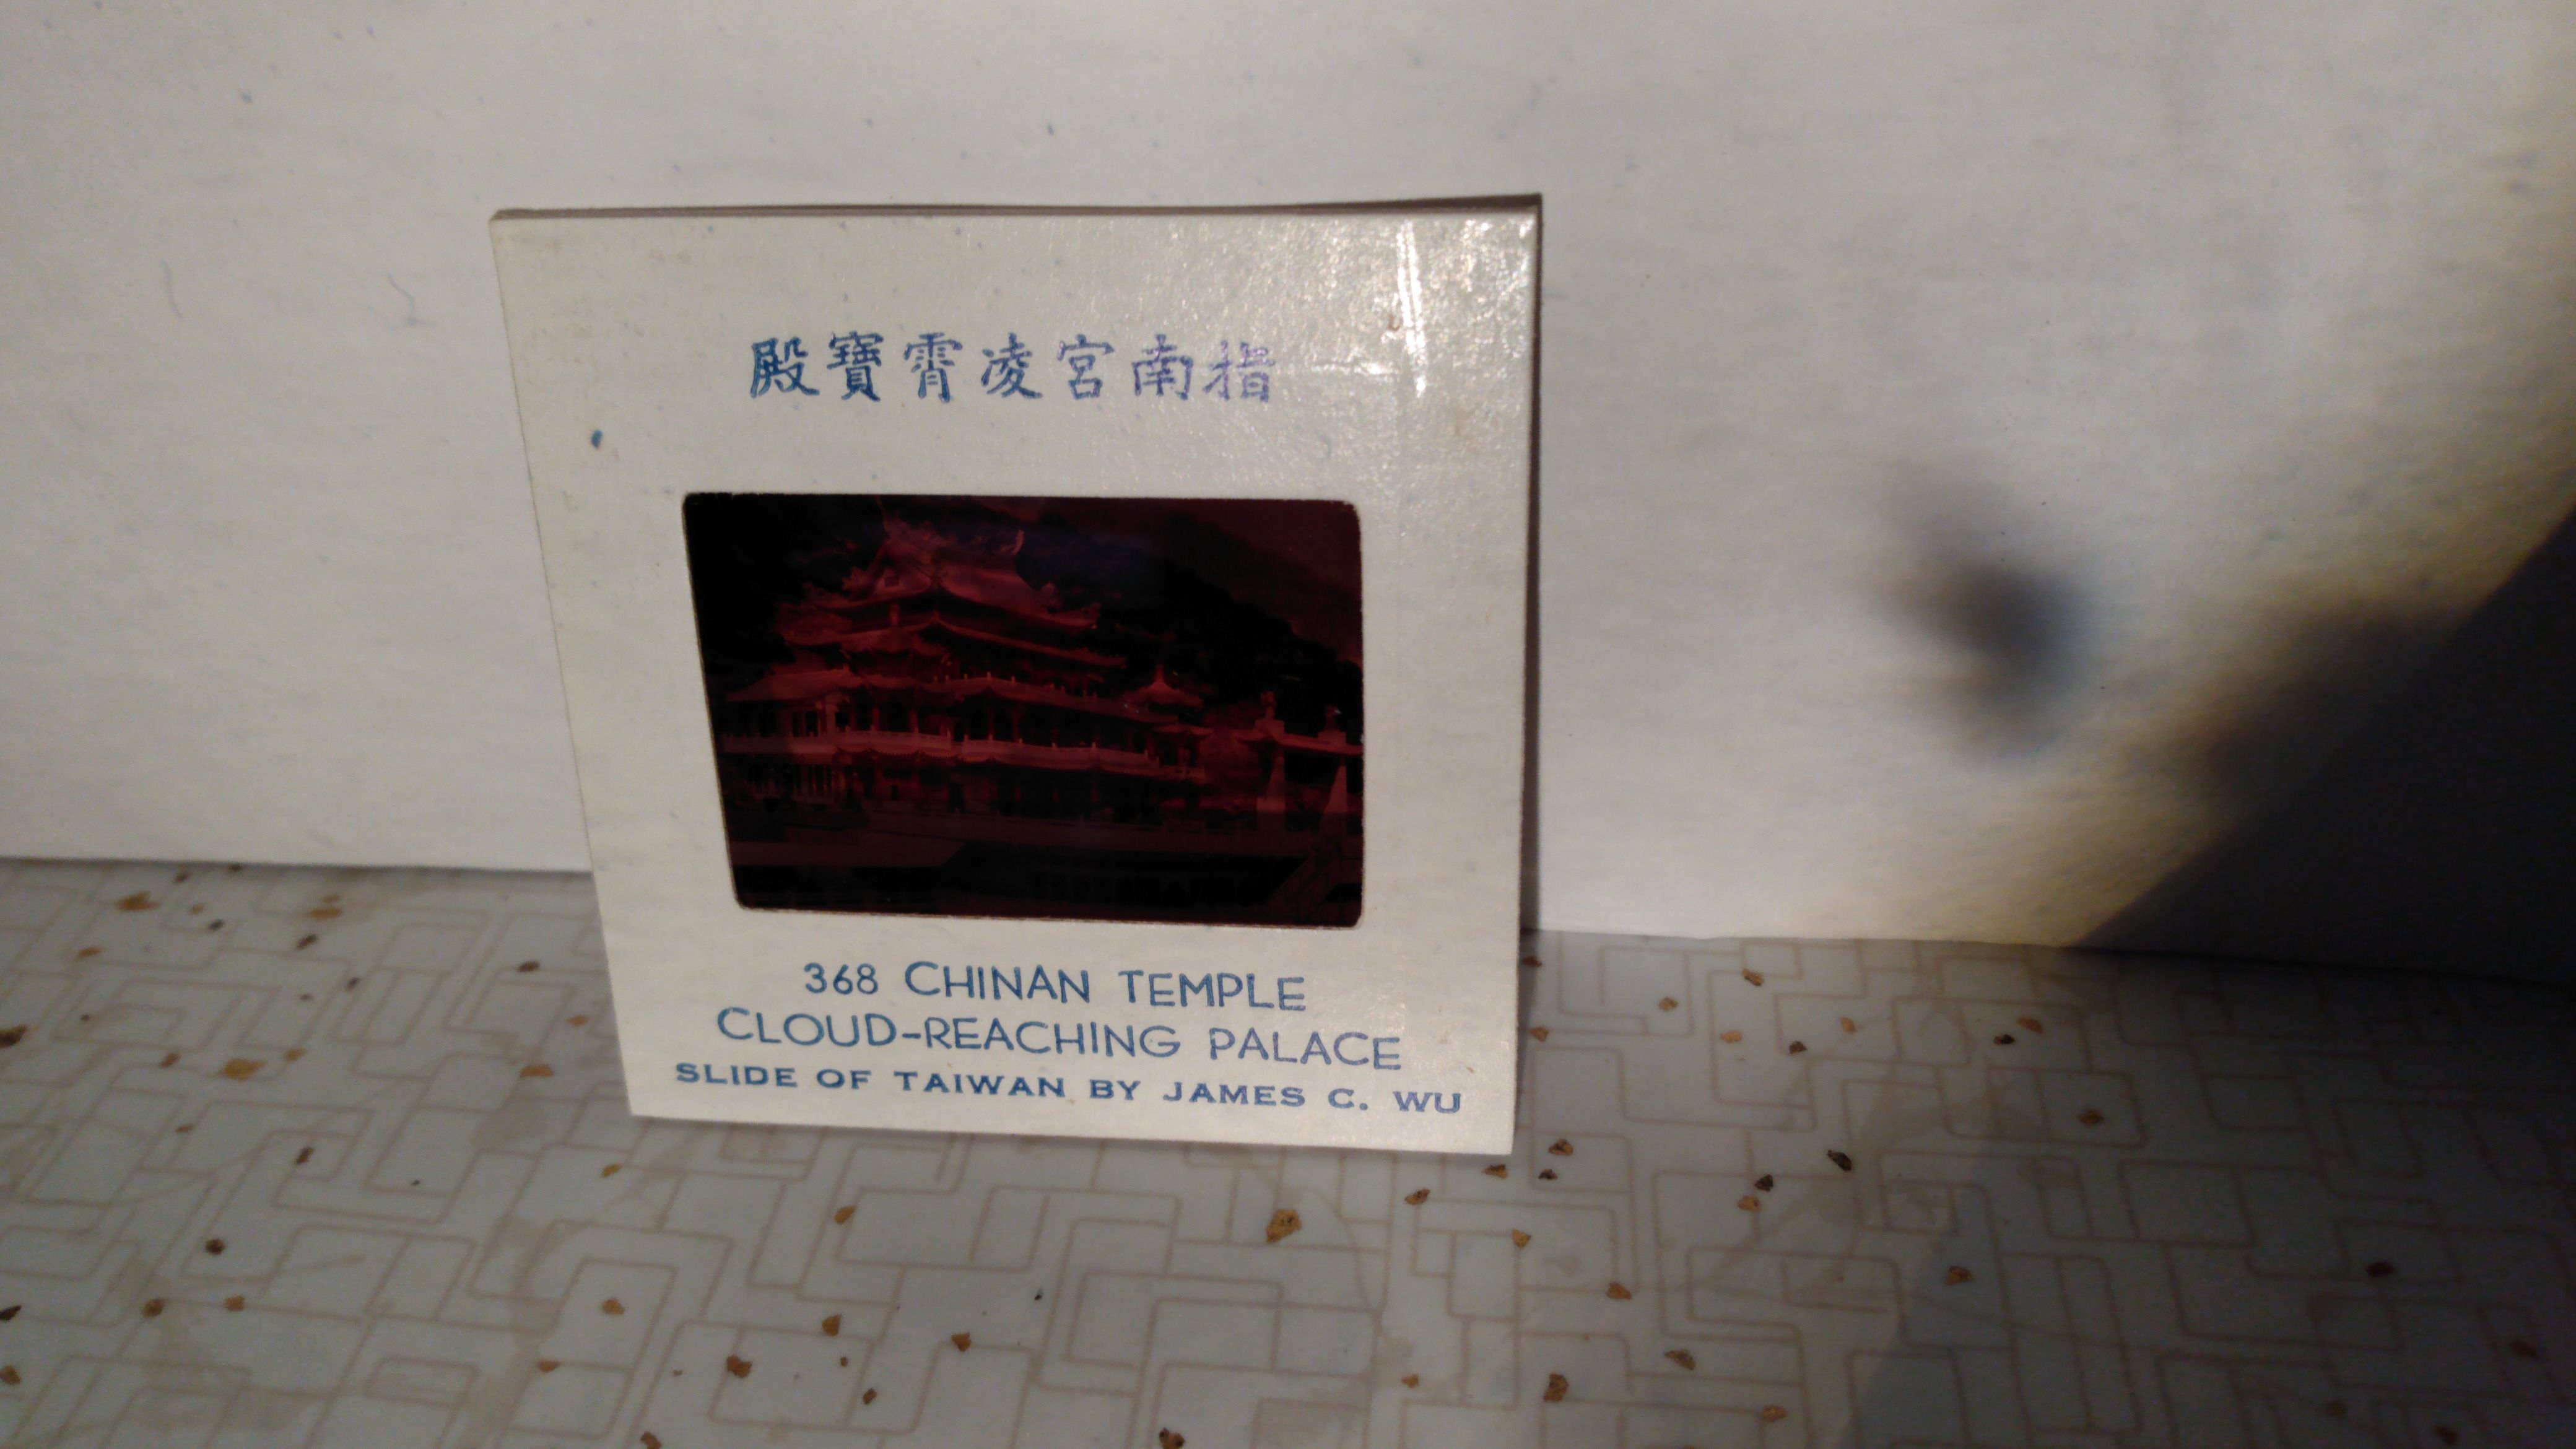 指南宮凌霄寶殿
368 CHINAN TEMPLE
CLOUD-REACHING PALACE
SLIDE OF TAIWAN BY JAMES C. WU